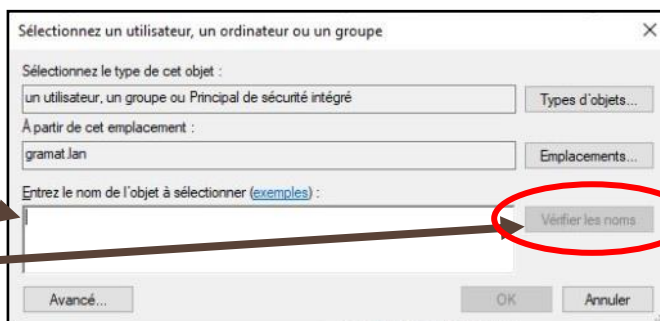 Sélectionnez un utilisateur, un ordinateur ou un groupe
Sélectionnez le type de cet objet :
un utilisateur, un groupe ou Principal de sécurité intégré
Types d'objets...
À partir de cet emplacement :
gramat.lan
Emplacements...
Entrez le nom de l'objet à sélectionner (exemples) :
Vérifier les noms
Avancé...
OK
Annuler